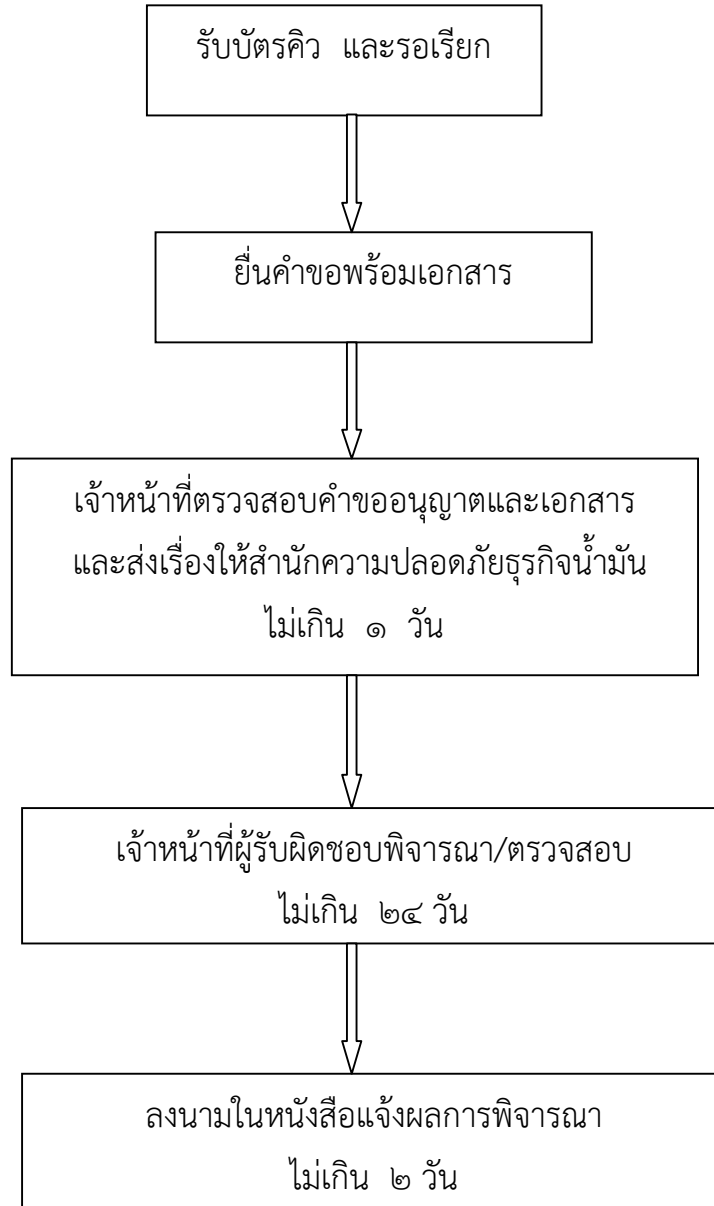 รับบัตรคิว และรอเรียก
ยื่นคำขอพร้อมเอกสาร
เจ้าหน้าที่ตรวจสอบคำขออนุญาตและเอกสาร
และส่งเรื่องให้สำนักความปลอดภัยธุรกิจน้ำมัน
ไม่เกิน ๑ วัน
เจ้าหน้าที่ผู้รับผิดชอบพิจารณา/ตรวจสอบ
ไม่เกิน ๒๔ วัน
ลงนามในหนังสือแจ้งผลการพิจารณา
ไม่เกิน ๒ วัน